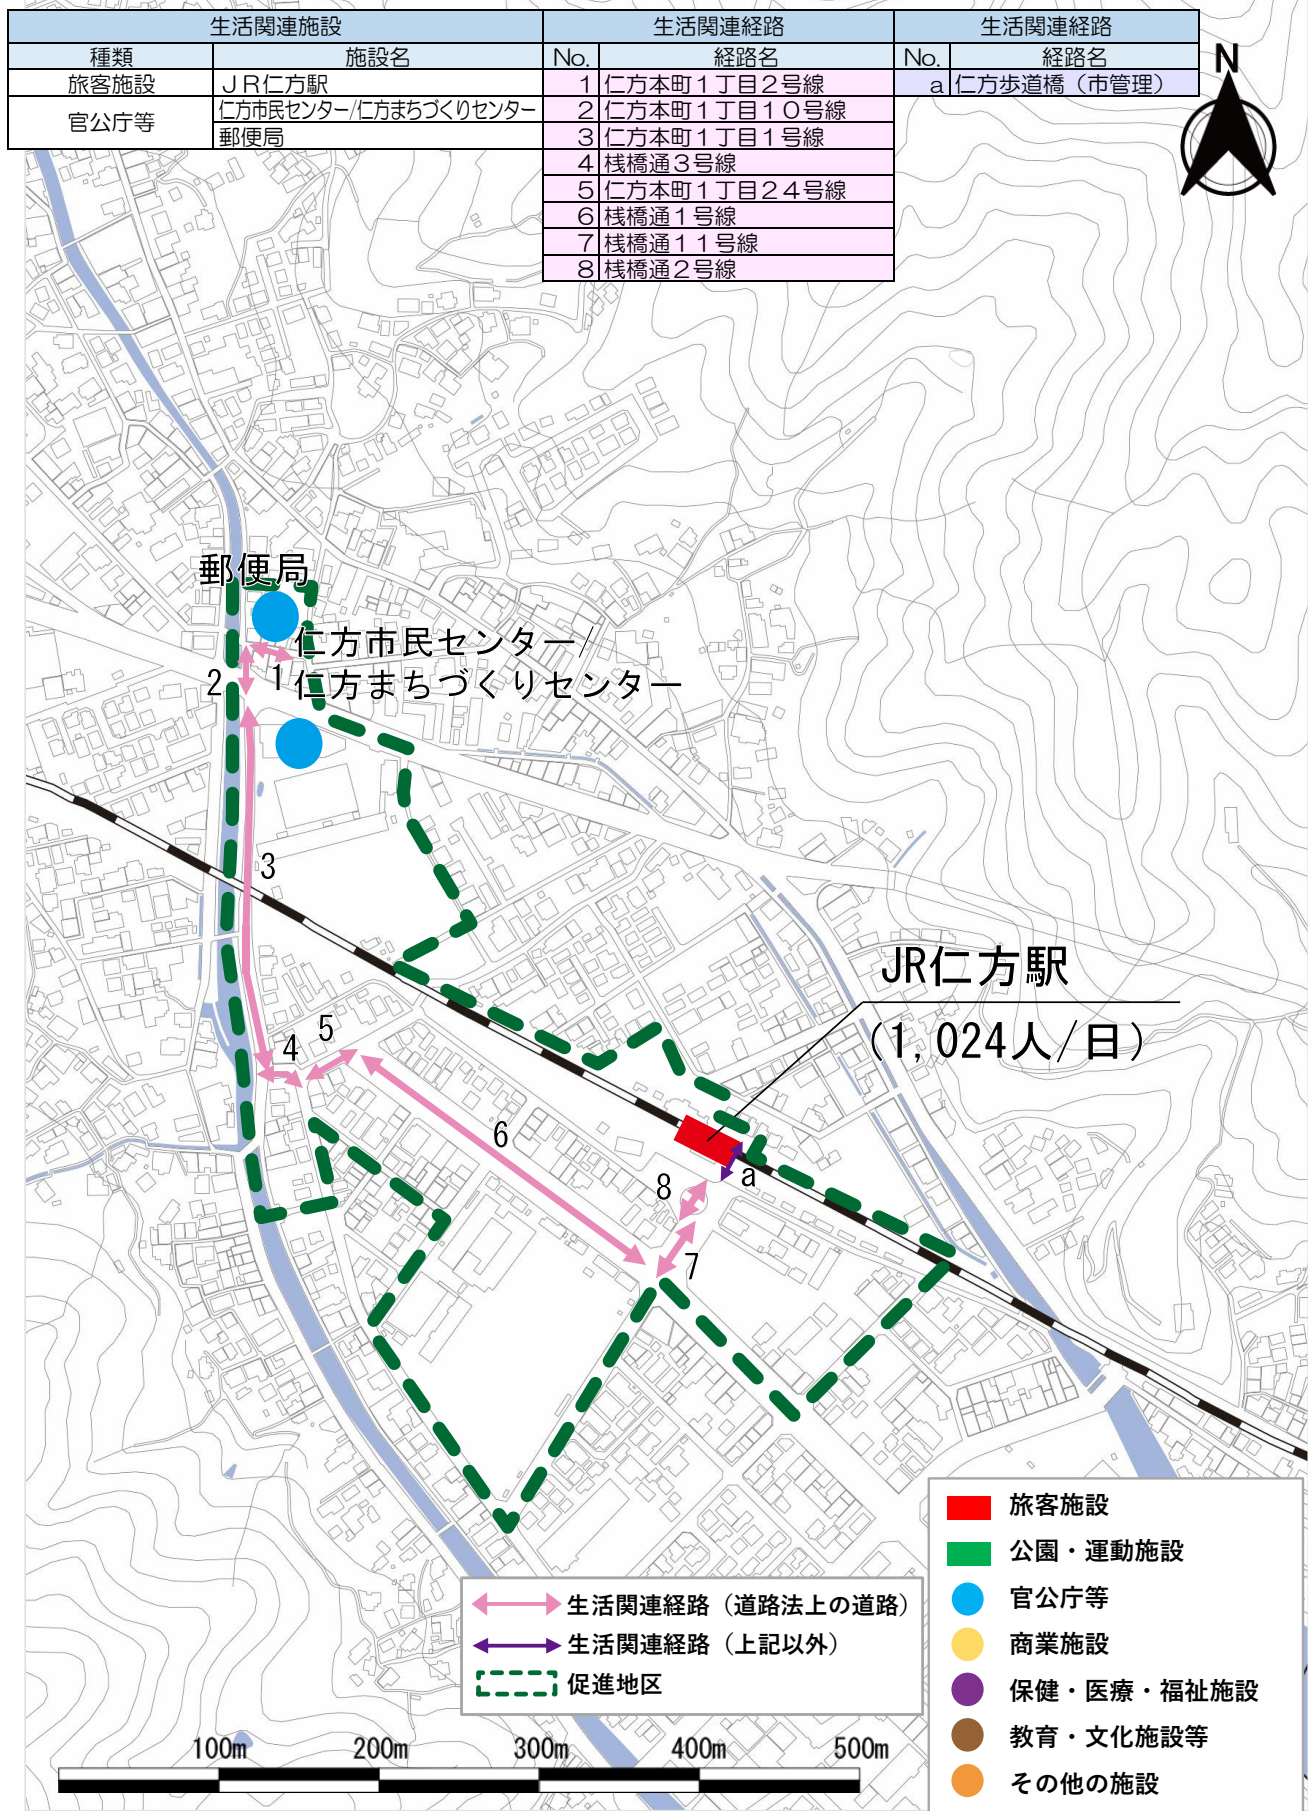 生活関連施設 生活関連経路 生活関連経路
種類 施設名 No. 経路名 No. 経路名
旅客施設 ＪＲ仁方駅 1 仁方本町１丁目２号線 a 仁方歩道橋（市管理）
官公庁等 仁方市民センター/仁方まちづくりセンター 2 仁方本町１丁目１０号線
郵便局 3 仁方本町１丁目１号線
4 桟橋通３号線
5 仁方本町１丁目２４号線
6 桟橋通１号線
7 桟橋通１１号線
8 桟橋通２号線
N
郵便局
仁方市民センター/
仁方まちづくりセンター
1
2
3
JR仁方駅
(1,024人/日)
5
4
6
a
8
7
旅客施設
公園・運動施設
官公庁等
商業施設
保健・医療・福祉施設
教育・文化施設等
その他の施設
生活関連経路（道路法上の道路）
生活関連経路（上記以外）
促進地区
100m 200m 300m 400m 500m